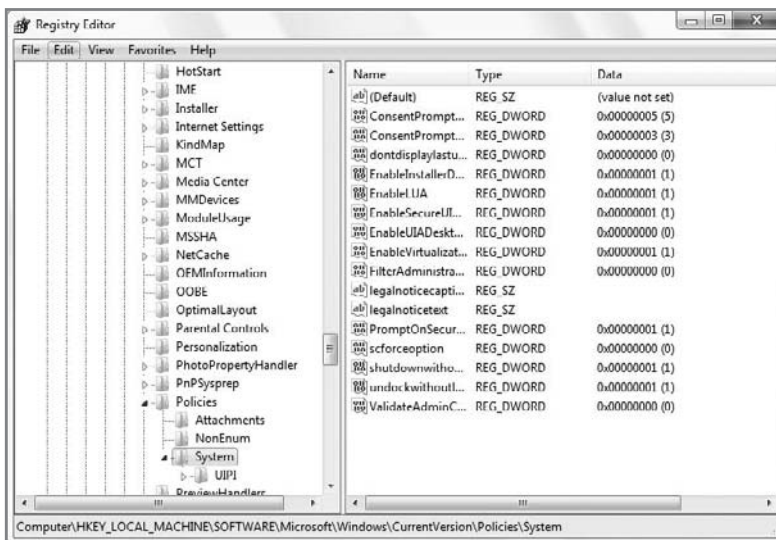 Registry Editor
File Edit View Favorites Help
HotStart
IME
Installer
Internet Settings
KindMap
MCT
Media Center
MMDevices
ModuleUsage
MSSHA
NetCache
OEMInformation
OOBE
OptimalLayout
Parental Controls
Personalization
PhotoPropertyHandler
PnPSysprep
Policies
Attachments
NonEnum
System
UIPI
PreviewHandlers
Name Type Data
(Default) REG_SZ (value not set)
ConsentPrompt... REG_DWORD 0x00000005 (5)
ConsentPrompt... REG_DWORD 0x00000003 (3)
dontdisplaylastu... REG_DWORD 0x00000000 (0)
EnableInstallerD... REG_DWORD 0x00000001 (1)
EnableLUA REG_DWORD 0x00000001 (1)
EnableSecureUI... REG_DWORD 0x00000001 (1)
EnableUIADeskt... REG_DWORD 0x00000000 (0)
EnableVirtualizat... REG_DWORD 0x00000001 (1)
FilterAdministra... REG_DWORD 0x00000000 (0)
legalnoticecapti... REG_SZ
legalnoticetext REG_SZ
PromptOnSecur... REG_DWORD 0x00000001 (1)
scforceoption REG_DWORD 0x00000000 (0)
shutdownwitho... REG_DWORD 0x00000001 (1)
undockwithoutl... REG_DWORD 0x00000001 (1)
ValidateAdminC... REG_DWORD 0x00000000 (0)
Computer\HKEY_LOCAL_MACHINE\SOFTWARE\Microsoft\Windows\CurrentVersion\Policies\System